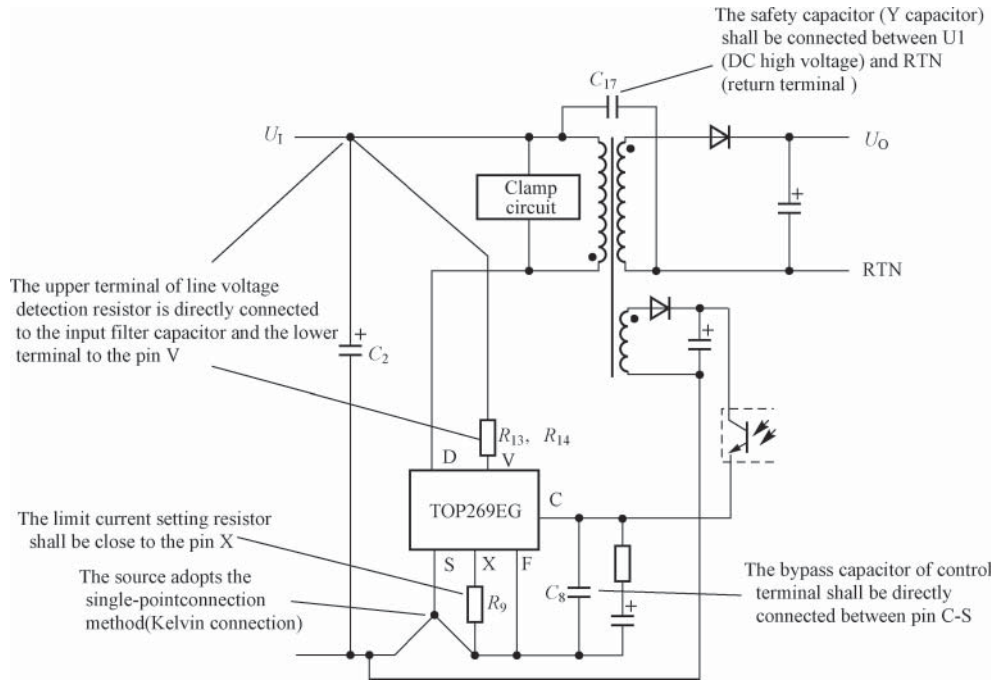 The safety capacitor (Y capacitor)
shall be connected between U1
(DC high voltage) and RTN
(return terminal )
C17
UI
UO
Clamp
circuit
+
RTN
The upper terminal of line voltage
detection resistor is directly connected
to the input filter capacitor and the lower
terminal to the pin V
+
C2
+
R13, R14
D
V
C
TOP269EG
The limit current setting resistor
shall be close to the pin X
S
X
F
The source adopts the
single-pointconnection
method(Kelvin connection)
R9
C8
+
The bypass capacitor of control
terminal shall be directly
connected between pin C-S